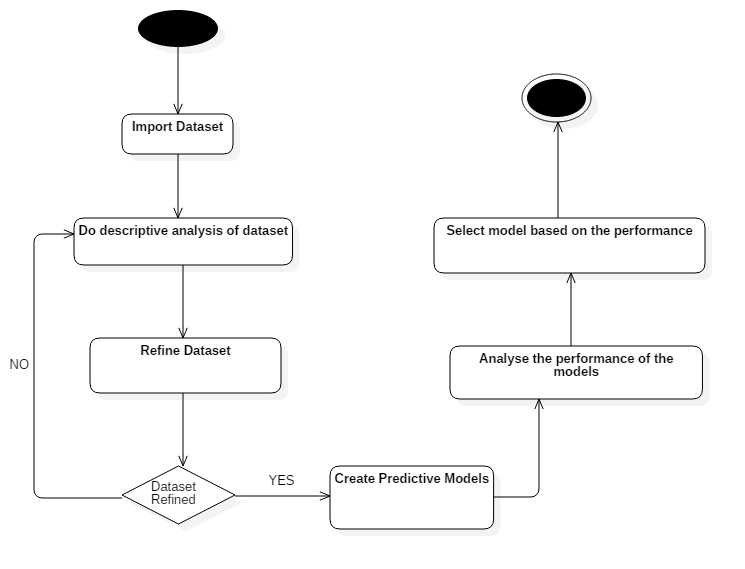 Import Dataset
Do descriptive analysis of dataset
Refine Dataset
NO
Dataset
Refined
YES
Create Predictive Models
Analyse the performance of the
models
Select model based on the performance